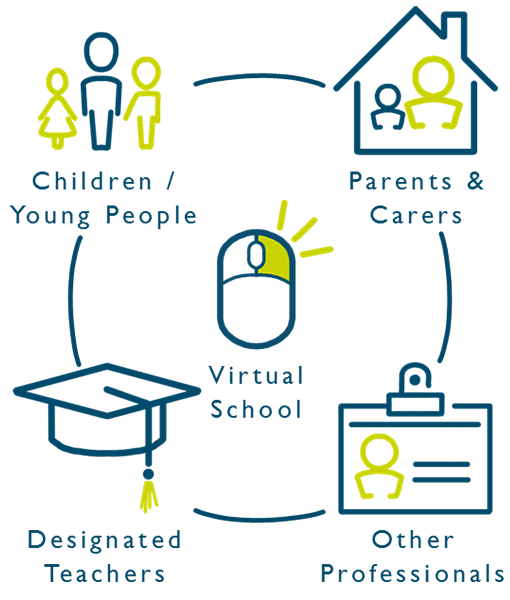 Children /
Young People
Parents &
Carers
Virtual
School
Designated
Teachers
Other
Professionals